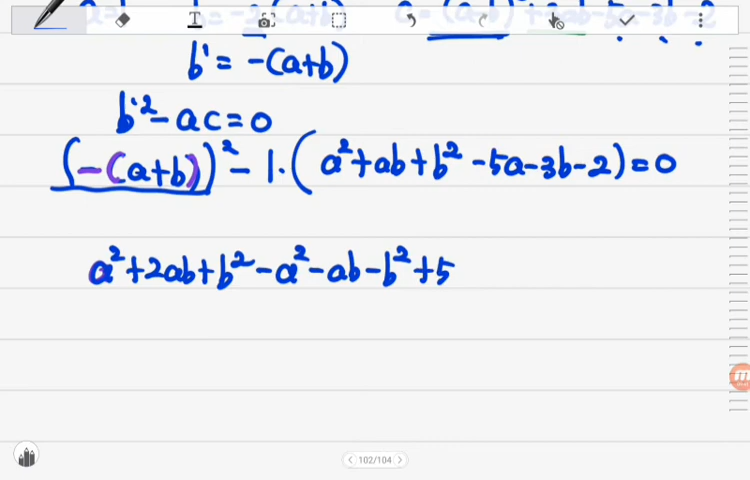 b' = -(a+b)
b'² - ac = 0
(-(a+b))² - 1·(a²+ab+b² -5a-3b-2) = 0
a²+2ab+b²-a²-ab-b²+5
102/104